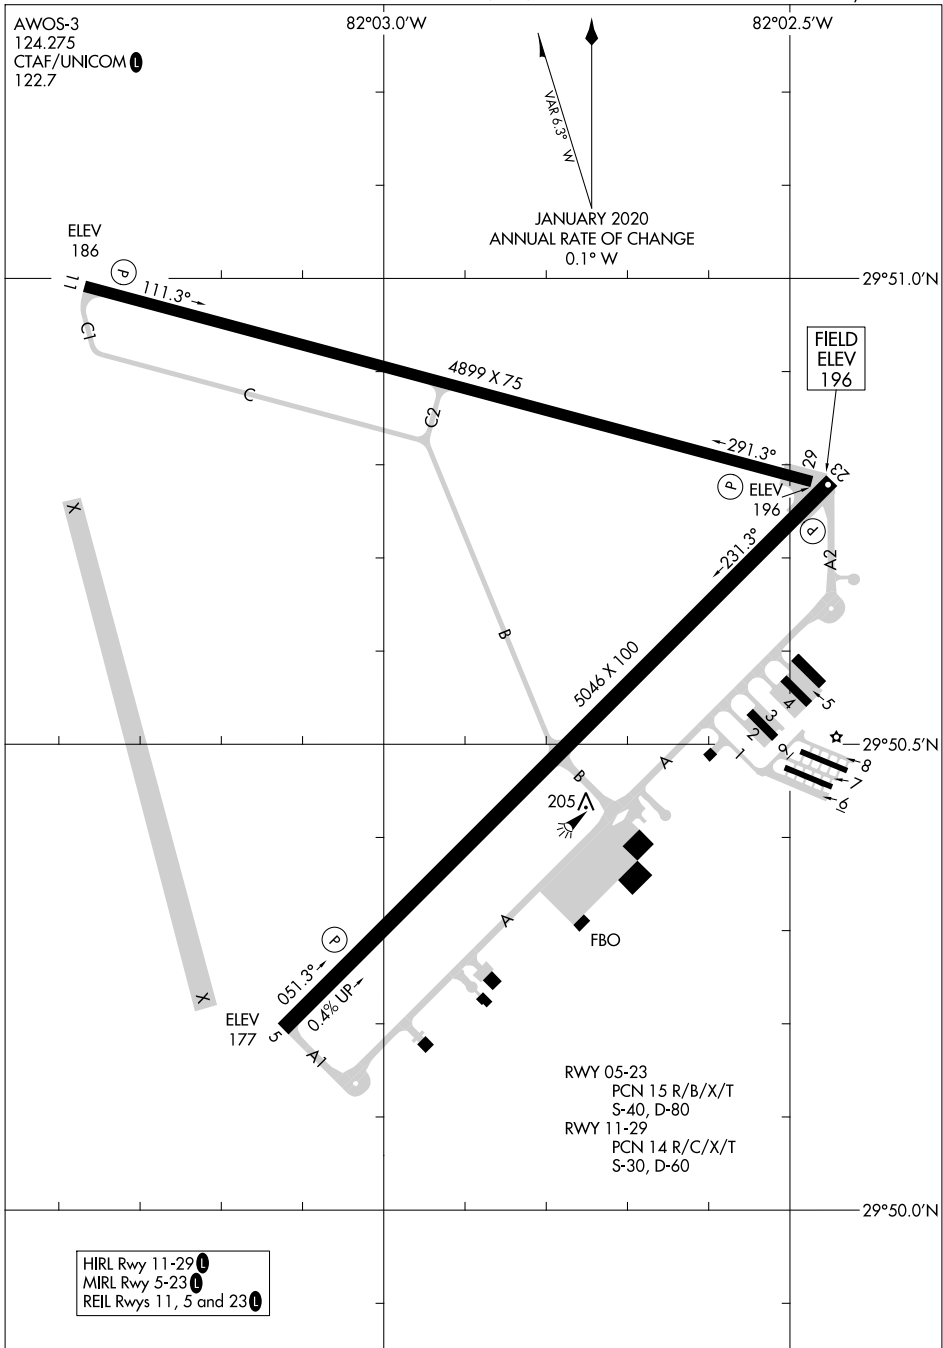 AWOS-3
124.275
CTAF/UNICOM L
122.7
82°03.0'W
82°02.5'W
VAR 6.3° W
JANUARY 2020
ANNUAL RATE OF CHANGE
0.1° W
ELEV
186
P
11
111.3°
29°51.0'N
C1
C
C2
4899 X 75
FIELD
ELEV
196
291.3°
29
23
P
ELEV
196
P
231.3°
A2
X
B
5046 X 100
5
4
3
2
1
9
8
7
6
29°50.5'N
A
B
205
A
FBO
P
051.3°
0.4% UP
X
ELEV
177
5
A1
RWY 05-23
PCN 15 R/B/X/T
S-40, D-80
RWY 11-29
PCN 14 R/C/X/T
S-30, D-60
29°50.0'N
HIRL Rwy 11-29 L
MIRL Rwy 5-23 L
REIL Rwys 11, 5 and 23 L